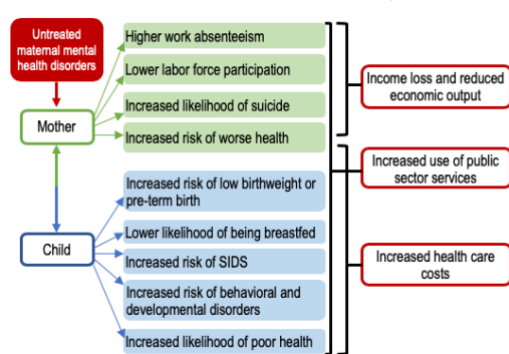 Untreated
maternal mental
health disorders
Mother
Child
Higher work absenteeism
Lower labor force participation
Increased likelihood of suicide
Increased risk of worse health
Increased risk of low birthweight or
pre-term birth
Lower likelihood of being breastfed
Increased risk of SIDS
Increased risk of behavioral and
developmental disorders
Increased likelihood of poor health
Income loss and reduced
economic output
Increased use of public
sector services
Increased health care
costs